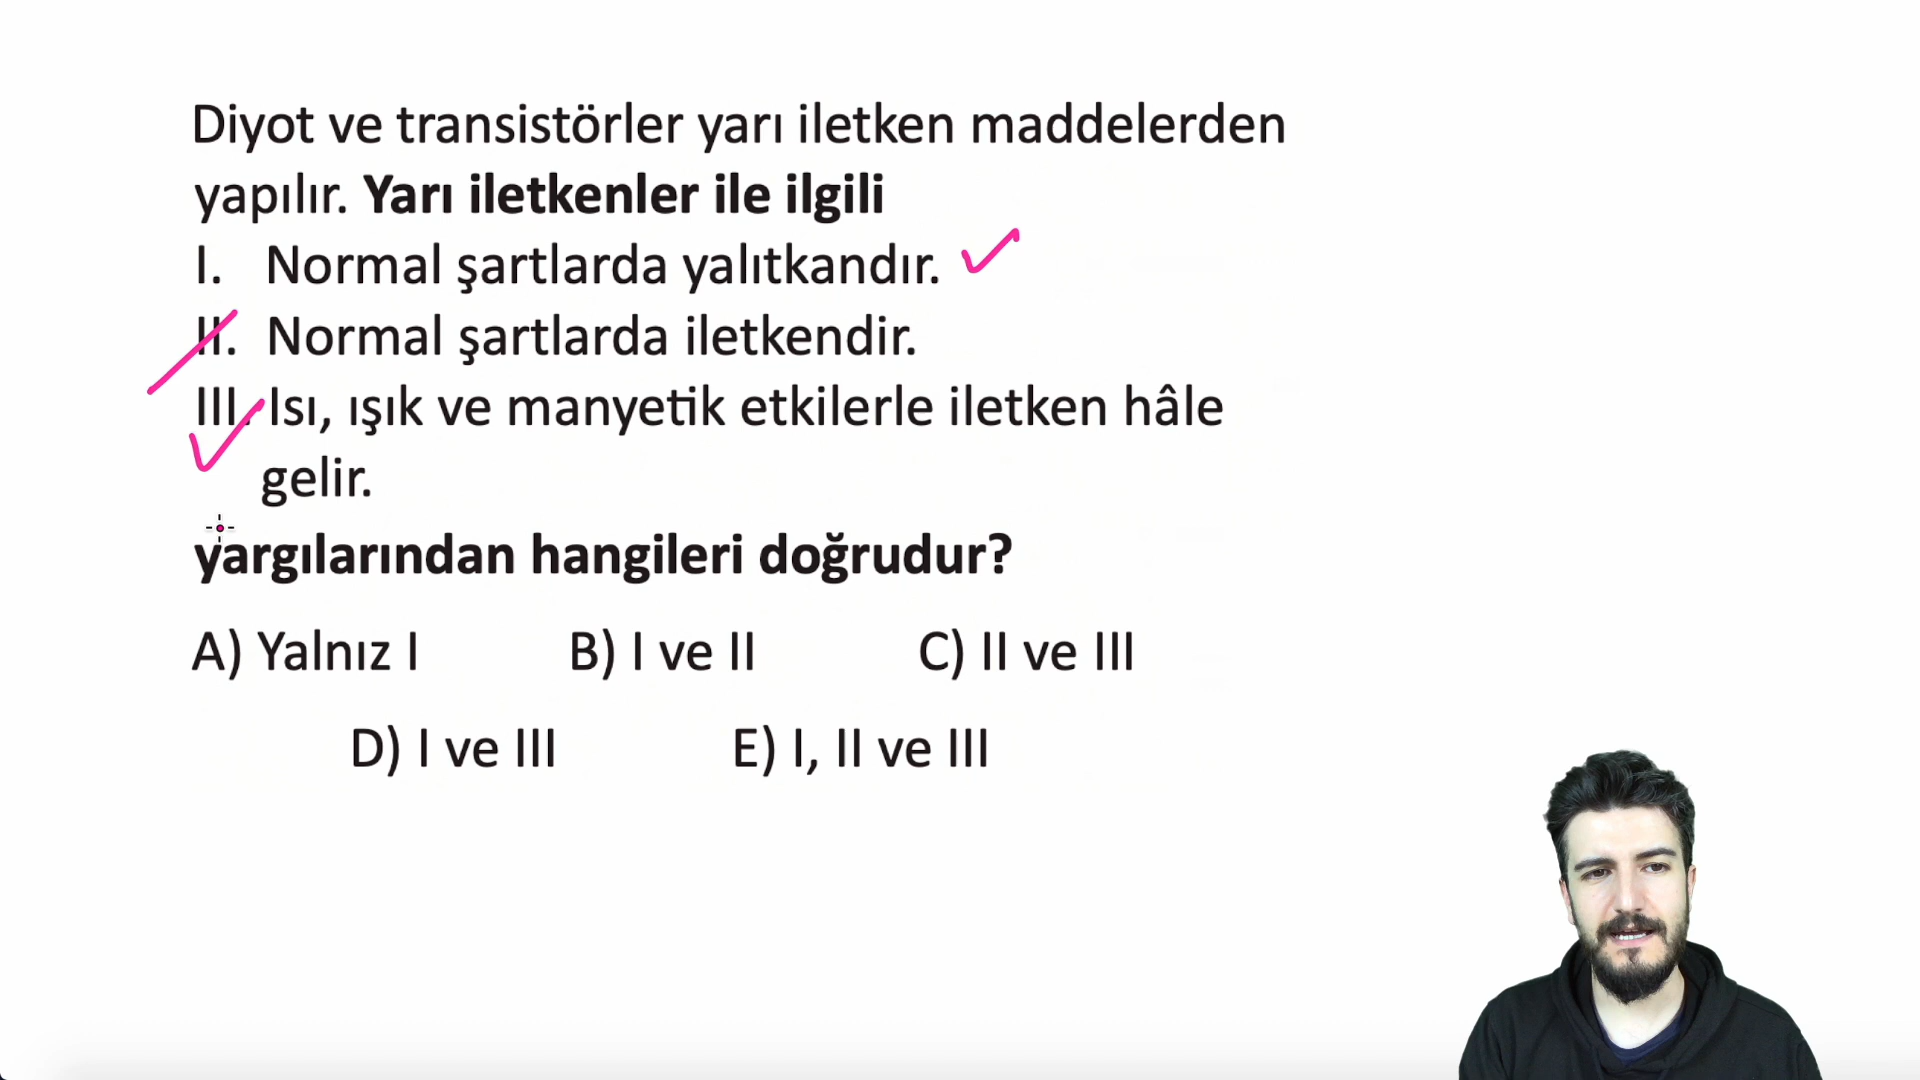 Diyot ve transistörler yarı iletken maddelerden
yapılır. Yarı iletkenler ile ilgili
I. Normal şartlarda yalıtkandır.
II. Normal şartlarda iletkendir.
III. Isı, ışık ve manyetik etkilerle iletken hâle
gelir.
yargılarından hangileri doğrudur?
A) Yalnız I B) I ve II C) II ve III
D) I ve III E) I, II ve III